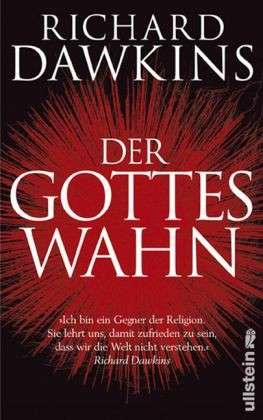 RICHARD
DAWKINS
DER
GOTTES
WAHN
»Ich bin ein Gegner der Religion.
Sie lehrt uns, damit zufrieden zu sein,
dass wir die Welt nicht verstehen.«
Richard Dawkins
ullstein